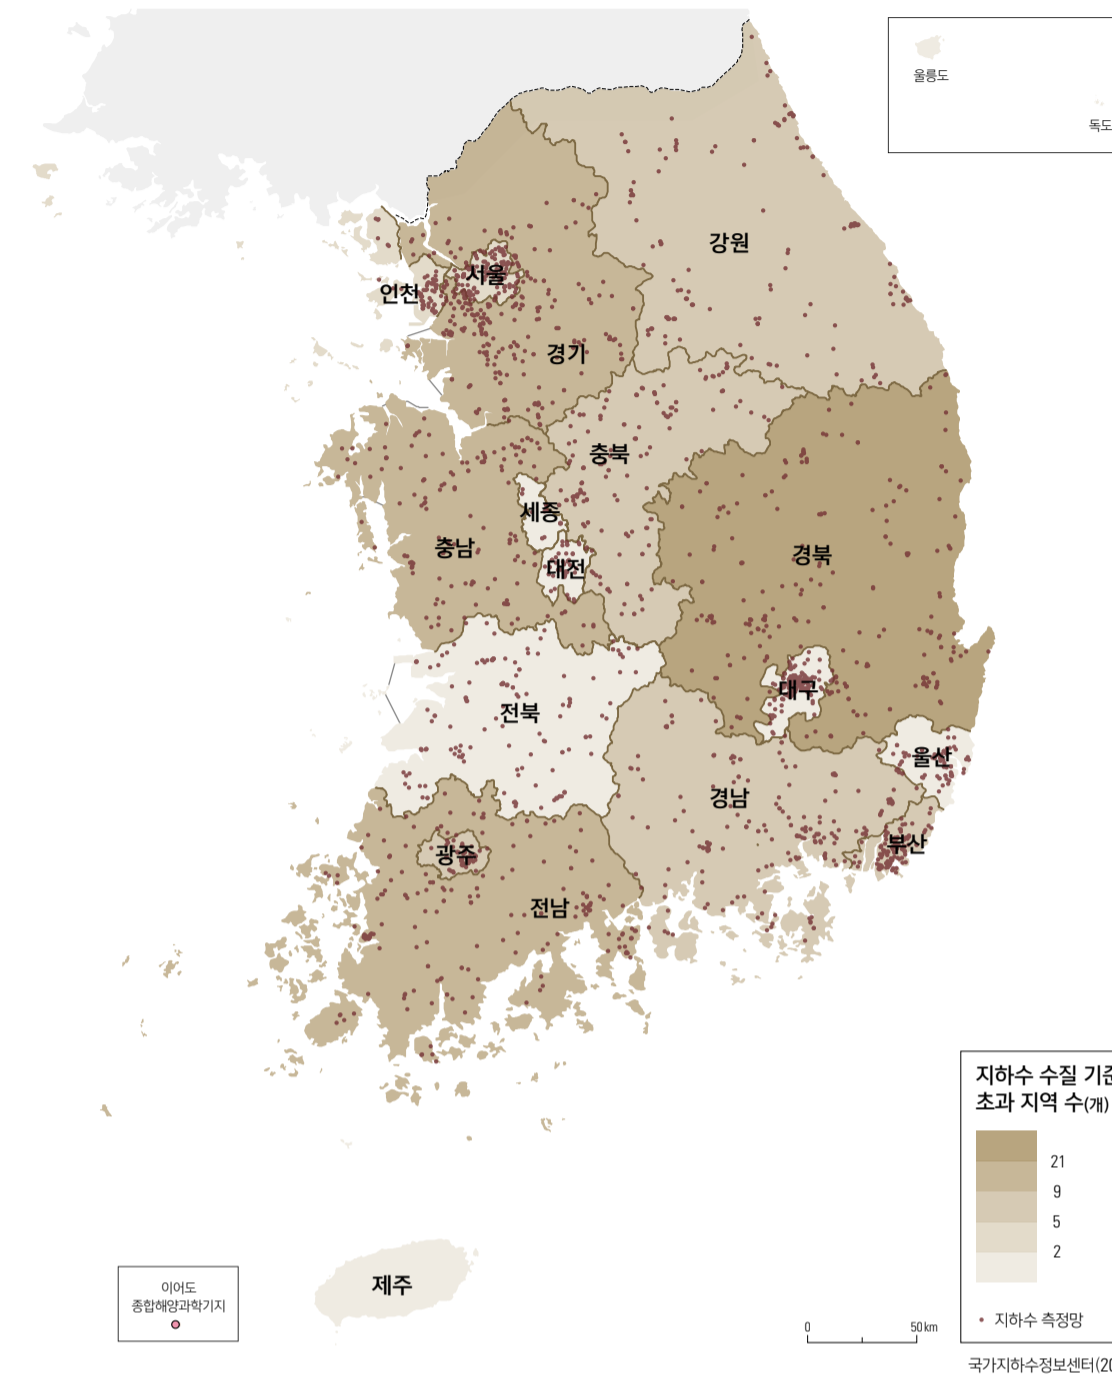 울릉도
독도
강원
서울
인천
경기
충북
세종
충남
대전
경북
대구
전북
울산
경남
부산
광주
전남
제주
이어도
종합해양과학기지
0
50 km
지하수 수질 기준
초과 지역 수(개)
21
9
5
2
지하수 측정망
국가지하수정보센터(20